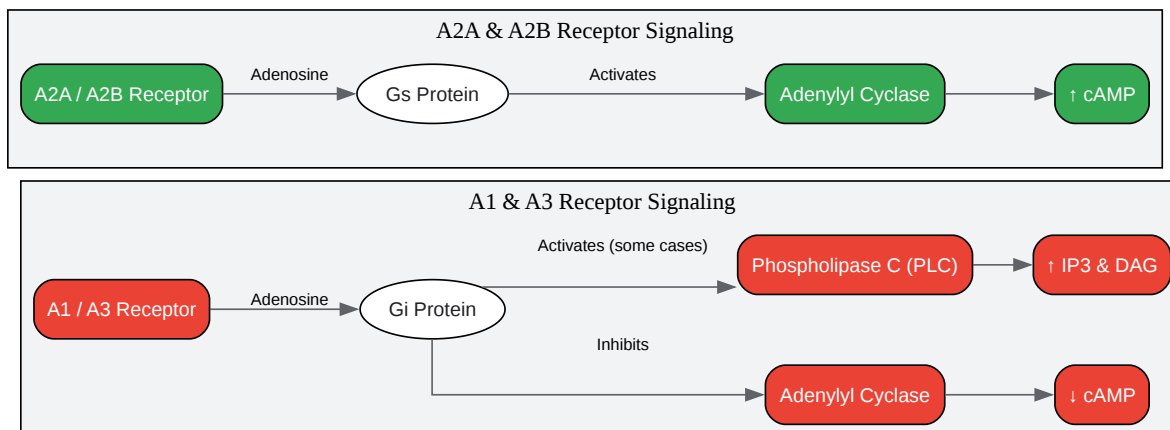 A2A & A2B Receptor Signaling
A2A / A2B Receptor
Adenosine
Gs Protein
Activates
Adenylyl Cyclase
↑ cAMP
A1 & A3 Receptor Signaling
A1 / A3 Receptor
Adenosine
Gi Protein
Activates (some cases)
Phospholipase C (PLC)
↑ IP3 & DAG
Inhibits
Adenylyl Cyclase
↓ cAMP